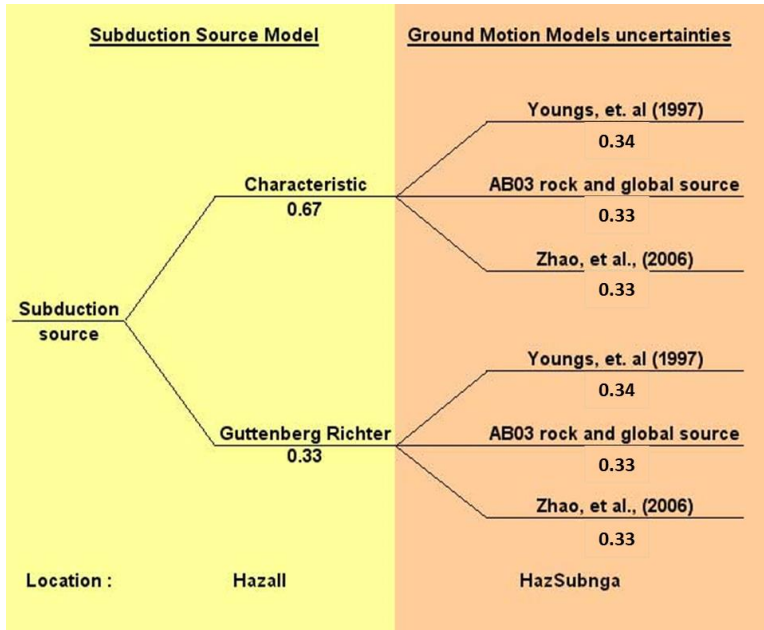 Subduction Source Model
Ground Motion Models uncertainties
Youngs, et. al (1997)
0.34
Characteristic
0.67
AB03 rock and global source
0.33
Zhao, et al., (2006)
0.33
Subduction
source
Youngs, et. al (1997)
0.34
Guttenberg Richter
0.33
AB03 rock and global source
0.33
Zhao, et al., (2006)
0.33
Location :
Hazall
HazSubnga